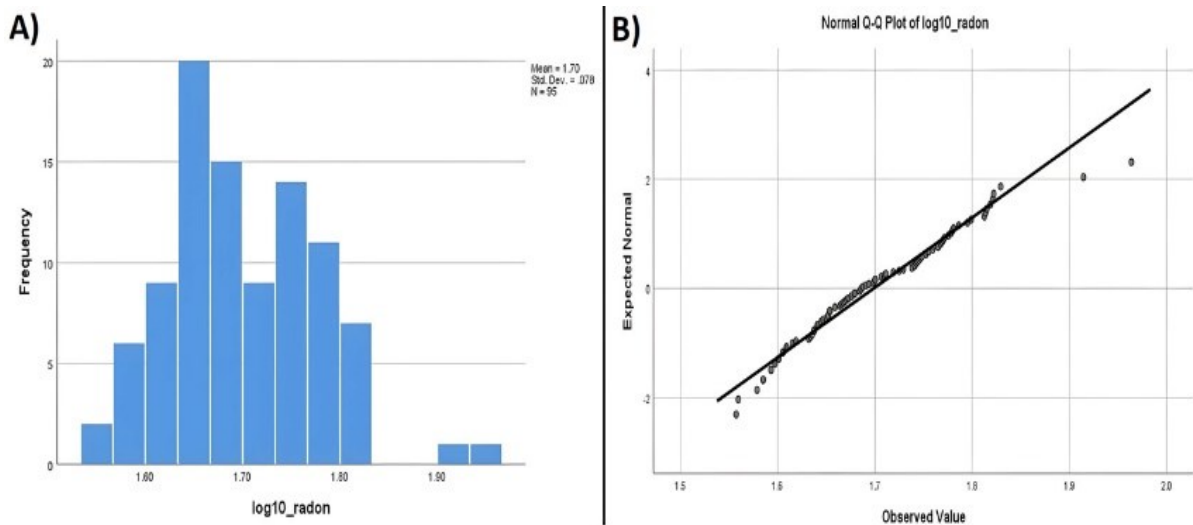 A)
Mean = 1.70
Std. Dev. = .078
N = 95
20
15
10
5
0
Frequency
1.60 1.70 1.80 1.90
log10_radon
B)
Normal Q-Q Plot of log10_radon
4
2
0
-2
Expected Normal
1.5 1.6 1.7 1.8 1.9 2.0
Observed Value